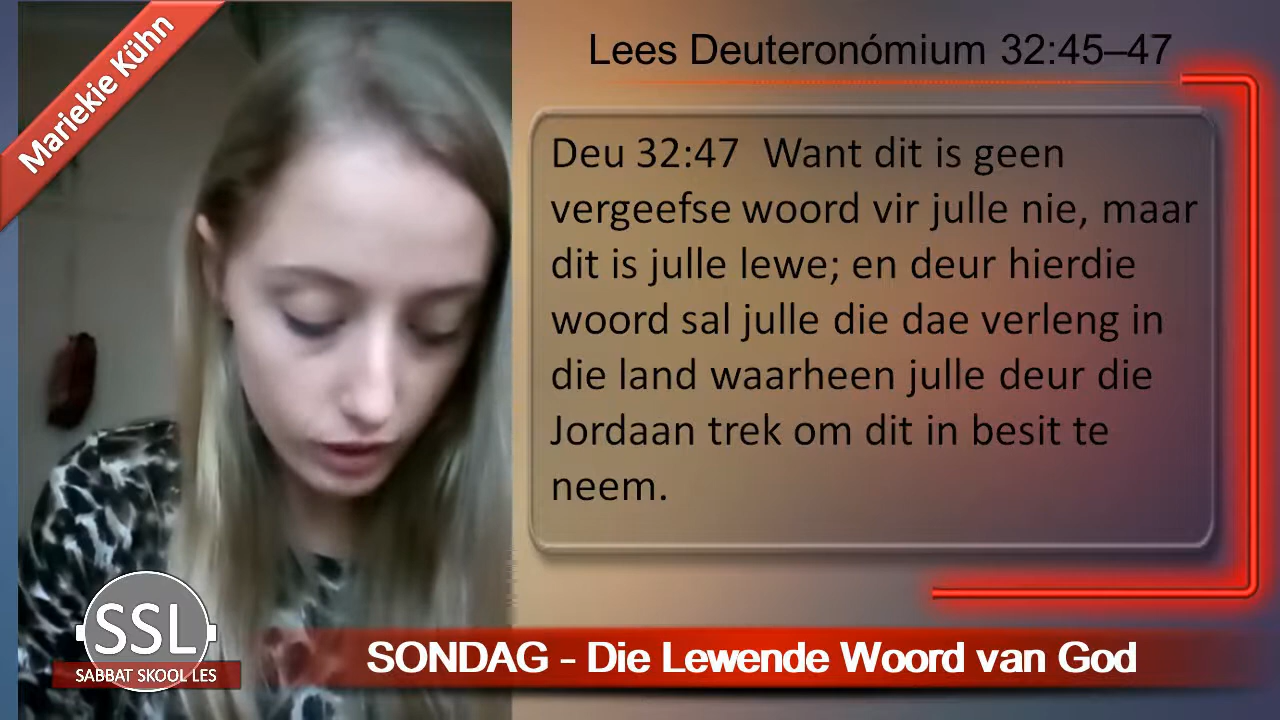 Mariekie Kühn
Lees Deuteronómium 32:45–47
Deu 32:47  Want dit is geen
vergeefse woord vir julle nie, maar
dit is julle lewe; en deur hierdie
woord sal julle die dae verleng in
die land waarheen julle deur die
Jordaan trek om dit in besit te
neem.
SSL
SABBAT SKOOL LES
SONDAG - Die Lewende Woord van God